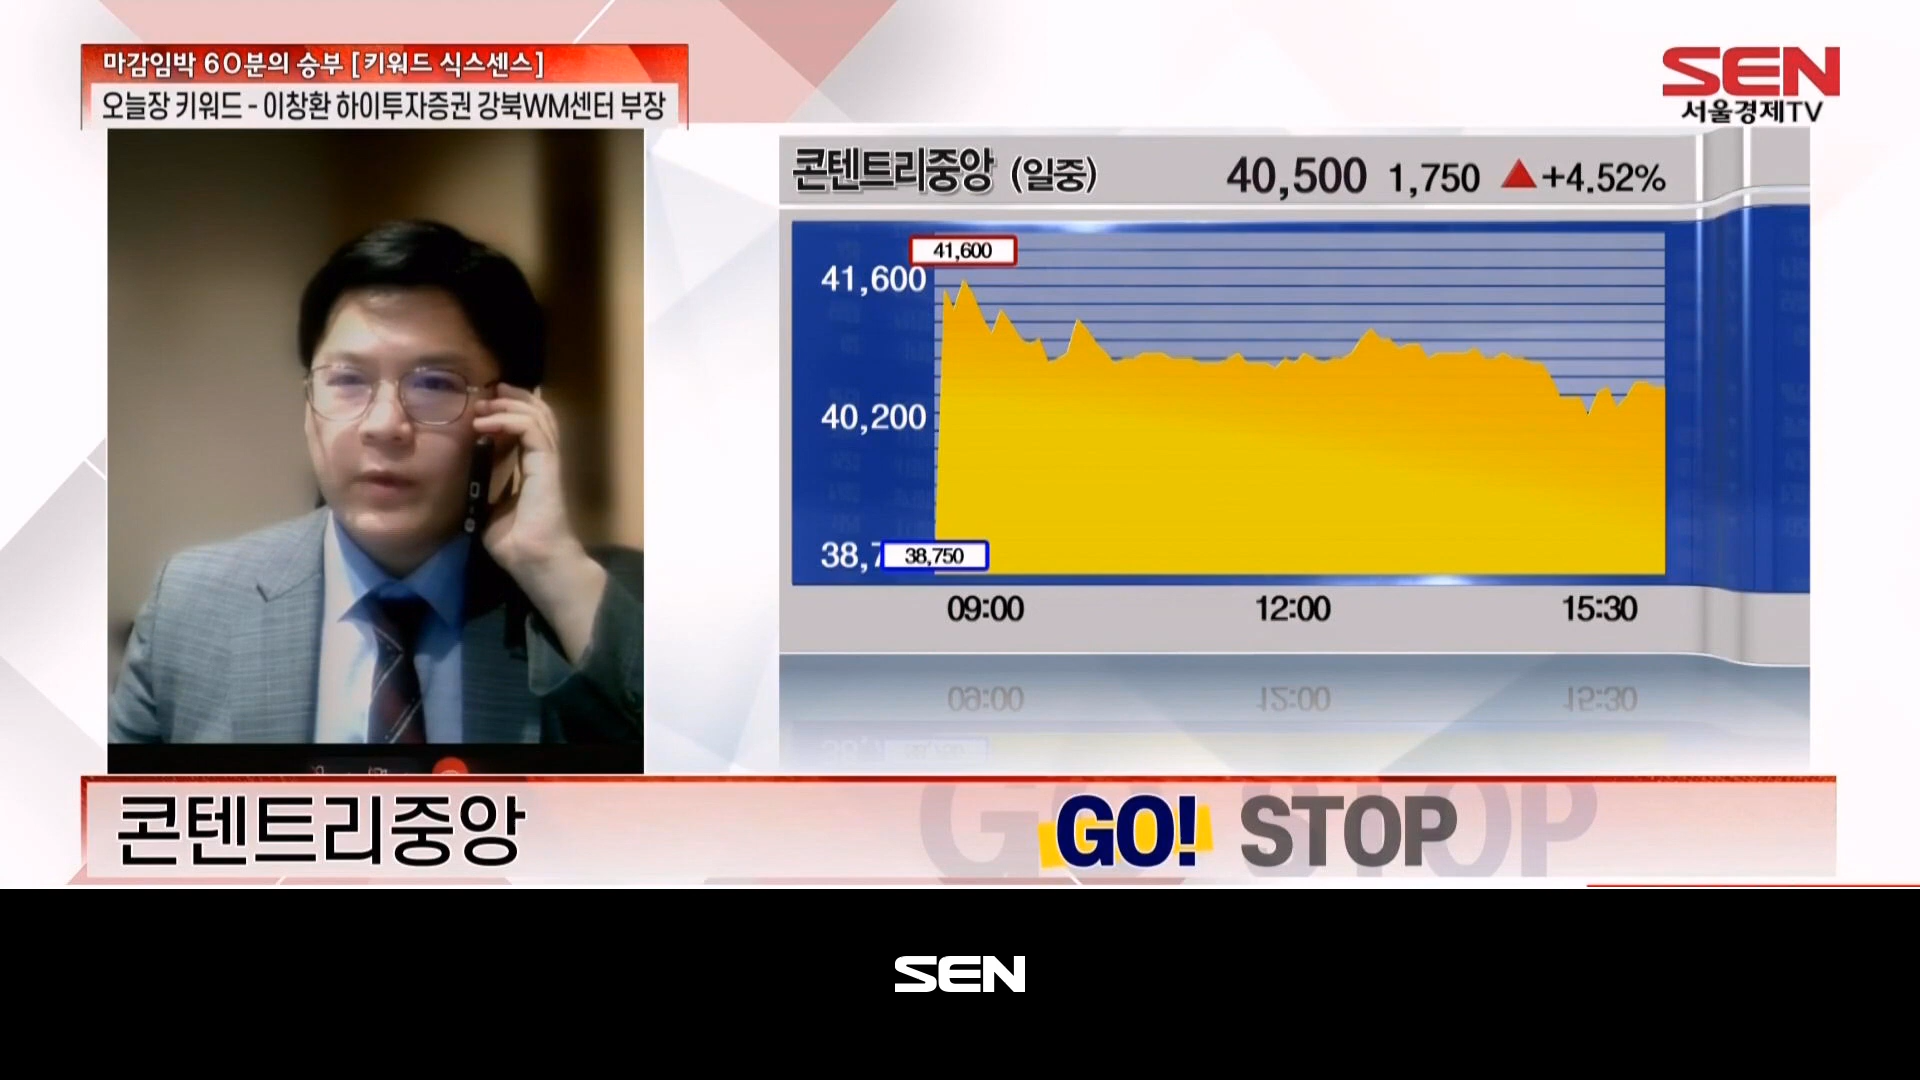 마감임박 60분의 승부 [키워드 식스센스]
오늘장 키워드 - 이창환 하이투자증권 강북WM센터 부장
SEN
서울경제TV
콘텐트리중앙 (일중) 40,500 1,750 ▲+4.52%
41,600
41,600
40,200
38,7
38,750
09:00 12:00 15:30
콘텐트리중앙 GO! STOP
SEN